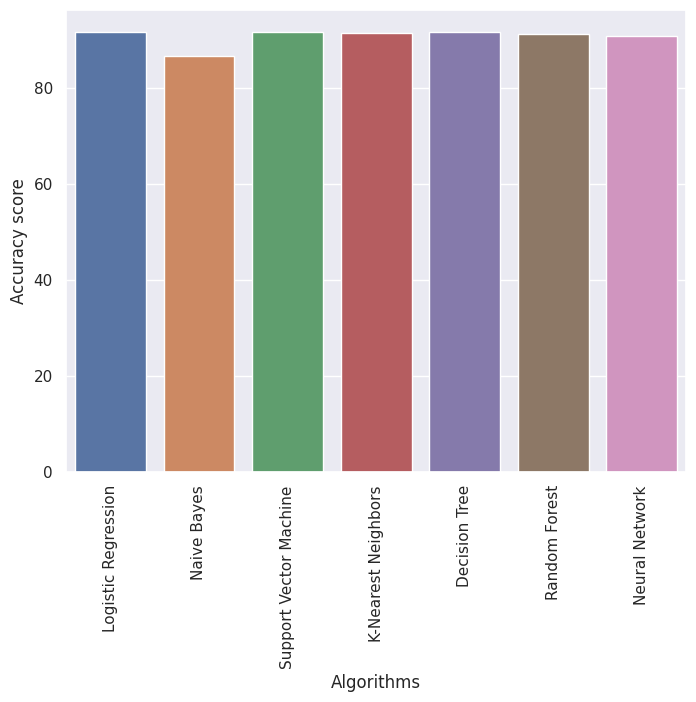 Accuracy score
80
60
40
20
0
Logistic Regression
Naive Bayes
Support Vector Machine
K-Nearest Neighbors
Decision Tree
Random Forest
Neural Network
Algorithms